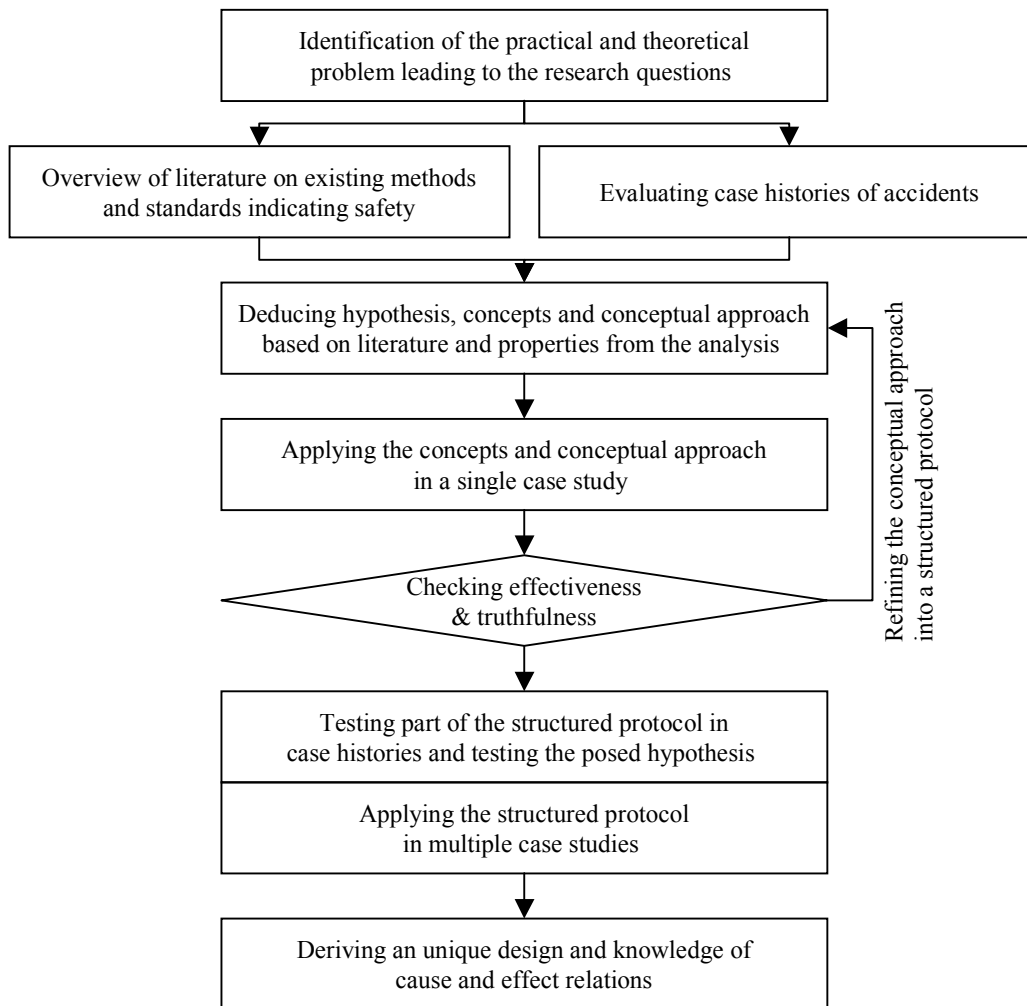 Identification of the practical and theoretical
problem leading to the research questions
Overview of literature on existing methods
and standards indicating safety
Evaluating case histories of accidents
Deducing hypothesis, concepts and conceptual approach
based on literature and properties from the analysis
Applying the concepts and conceptual approach
in a single case study
Checking effectiveness
& truthfulness
Refining the conceptual approach
into a structured protocol
Testing part of the structured protocol in
case histories and testing the posed hypothesis
Applying the structured protocol
in multiple case studies
Deriving an unique design and knowledge of
cause and effect relations